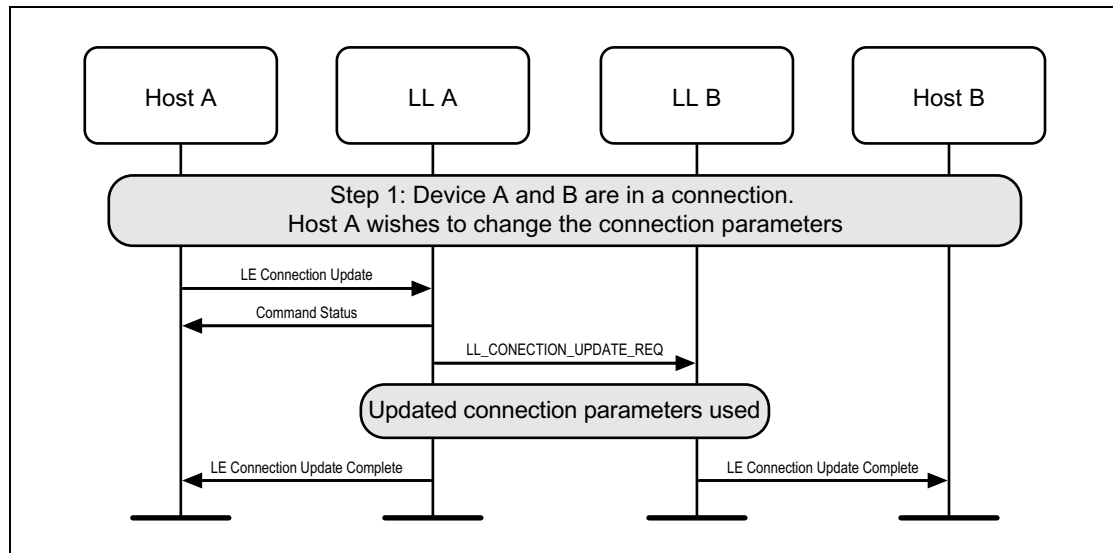 Host A
LL A
LL B
Host B
Step 1: Device A and B are in a connection.
Host A wishes to change the connection parameters
LE Connection Update
Command Status
LL_CONECTION_UPDATE_REQ
Updated connection parameters used
LE Connection Update Complete
LE Connection Update Complete